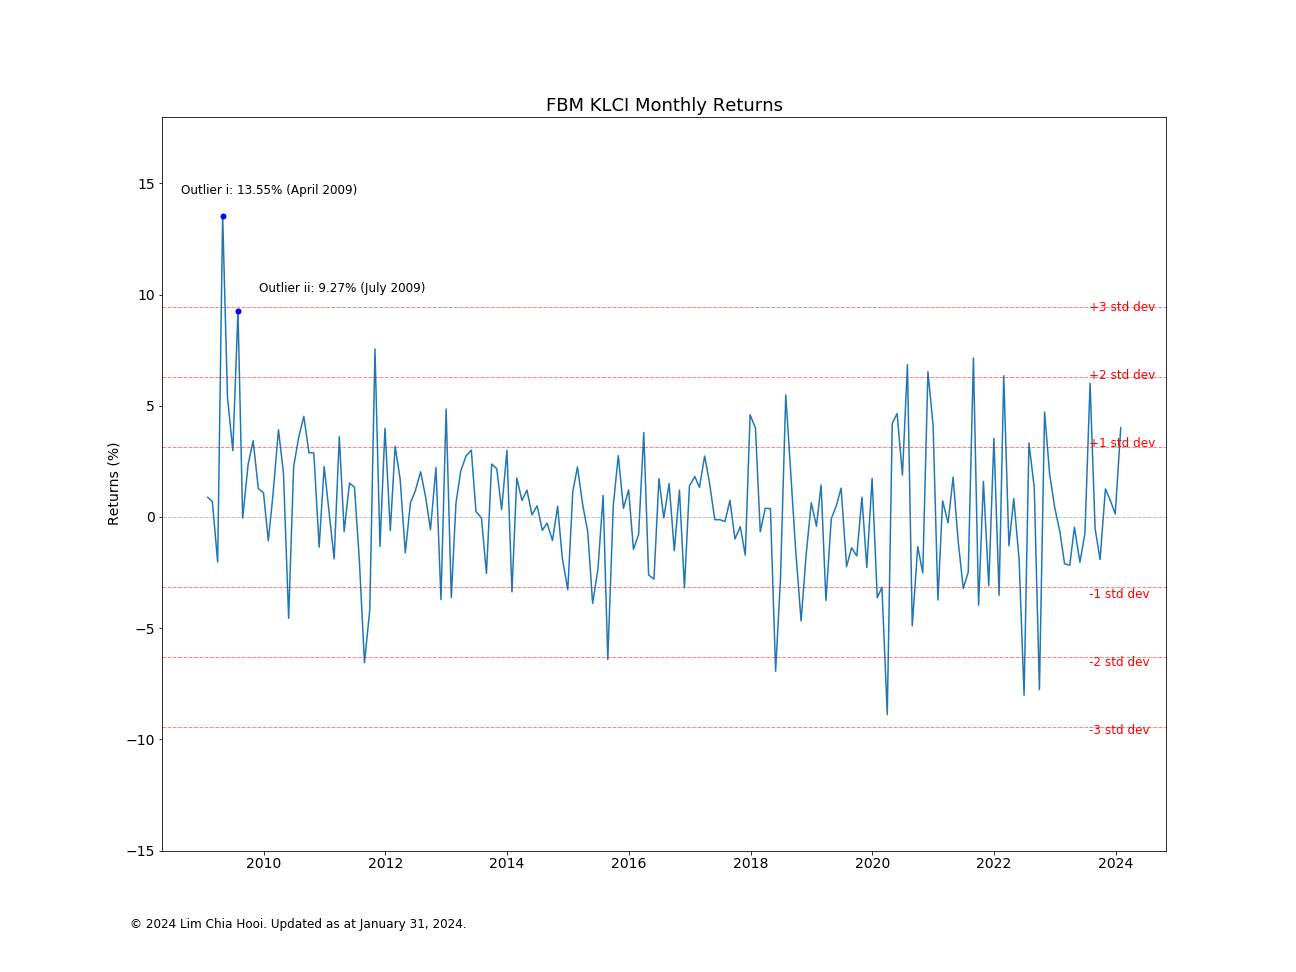 FBM KLCI Monthly Returns
15
Outlier i: 13.55% (April 2009)
Outlier ii: 9.27% (July 2009)
10
+3 std dev
+2 std dev
5
+1 std dev
Returns (%)
0
-1 std dev
−5
-2 std dev
-3 std dev
−10
−15
2010 2012 2014 2016 2018 2020 2022 2024
© 2024 Lim Chia Hooi. Updated as at January 31, 2024.